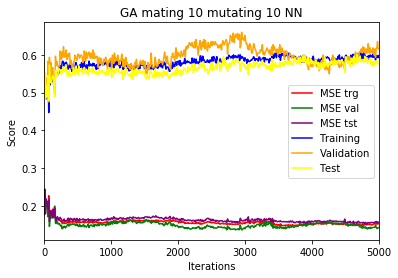 GA mating 10 mutating 10 NN
Score
0.6
0.5
0.4
0.3
0.2
MSE trg
MSE val
MSE tst
Training
Validation
Test
0 1000 2000 3000 4000 5000
Iterations